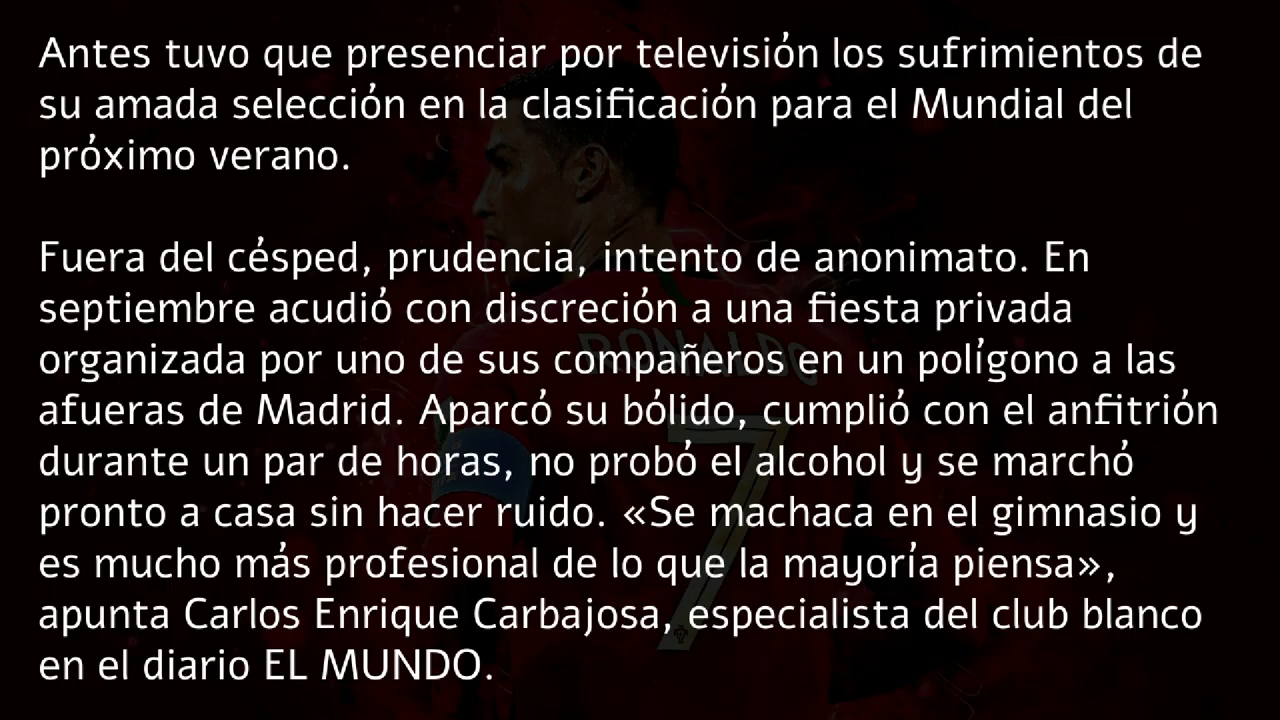 Antes tuvo que presenciar por televisión los sufrimientos de
su amada selección en la clasificación para el Mundial del
próximo verano.
Fuera del césped, prudencia, intento de anonimato. En
septiembre acudió con discreción a una fiesta privada
organizada por uno de sus compañeros en un polígono a las
afueras de Madrid. Aparcó su bólido, cumplió con el anfitrión
durante un par de horas, no probó el alcohol y se marchó
pronto a casa sin hacer ruido. «Se machaca en el gimnasio y
es mucho más profesional de lo que la mayoría piensa»,
apunta Carlos Enrique Carbajosa, especialista del club blanco
en el diario EL MUNDO.
RONALDO
7